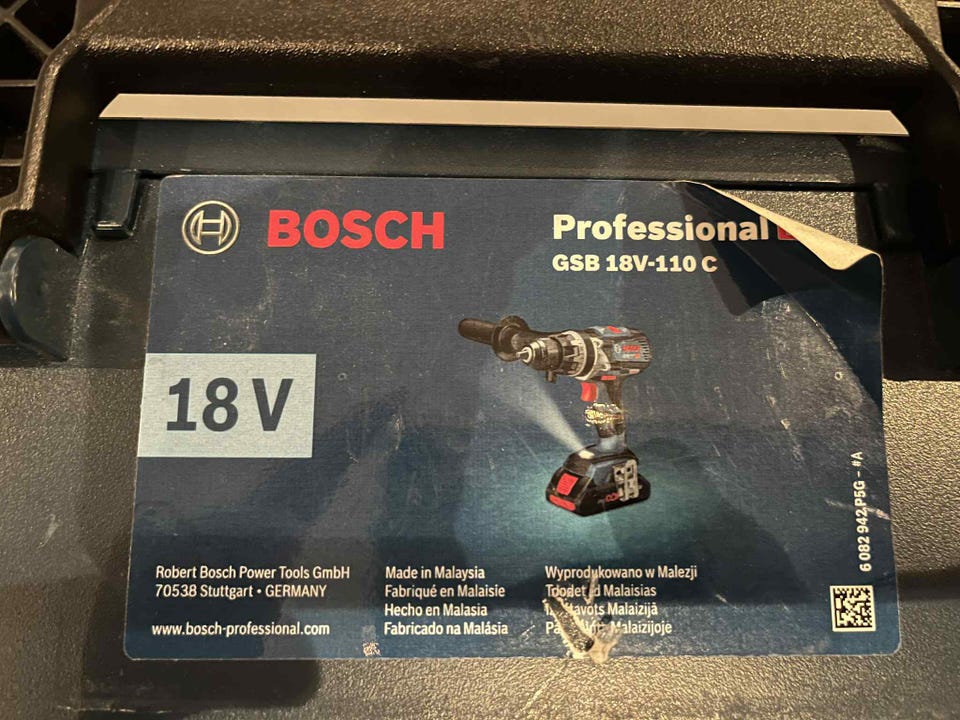 BOSCH
Professional
GSB 18V-110 C
18 V
Robert Bosch Power Tools GmbH
70538 Stuttgart • GERMANY
www.bosch-professional.com
Made in Malaysia
Fabriqué en Malaisie
Hecho en Malasia
Fabricado na Malásia
Wyprodukowano w Malezji
Malaisias
Malaizijā
Malaizijoje
6 082 942 P5G - #A